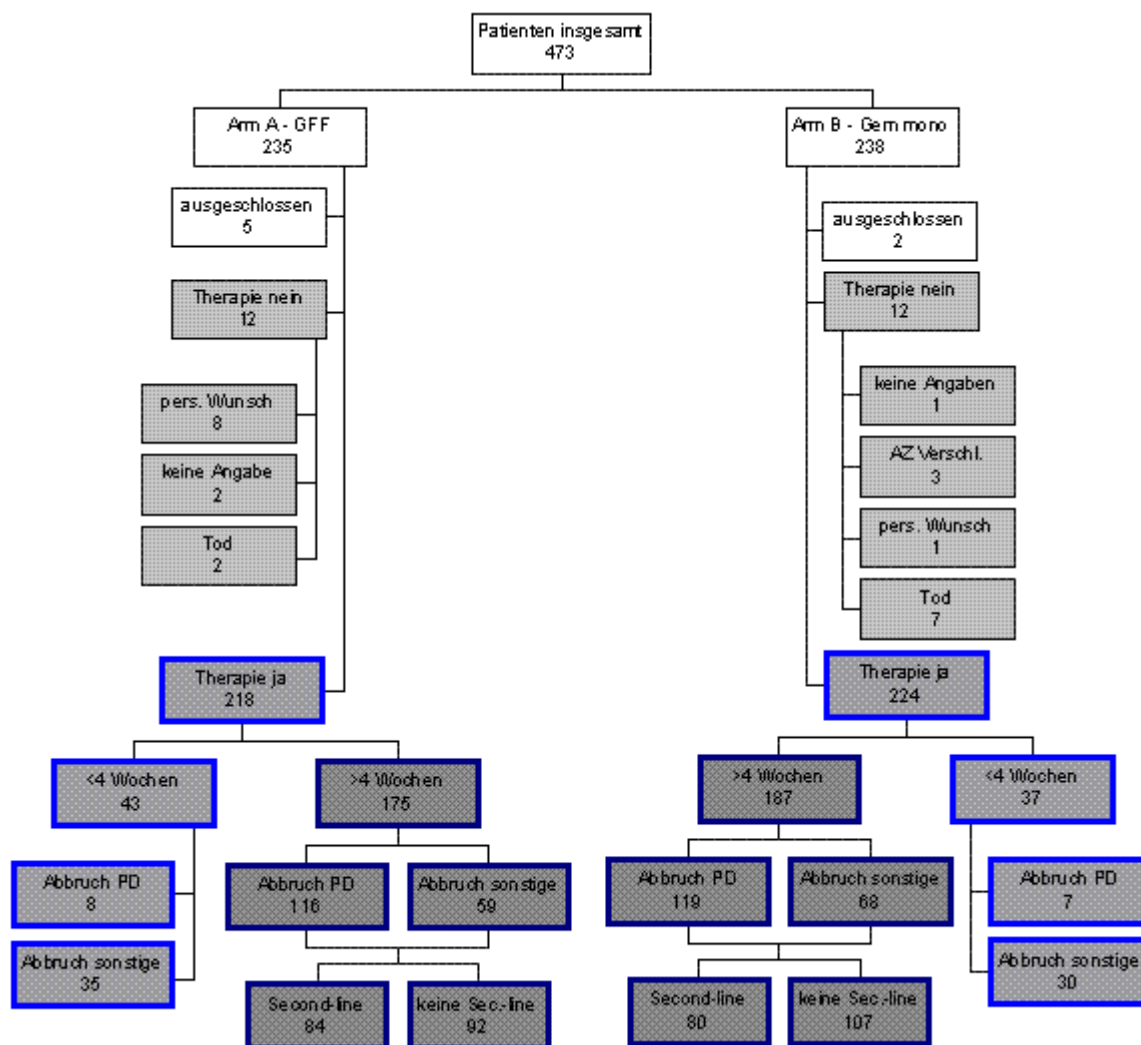 Patienten insgesamt
473
Arm A - GFF
235
ausgeschlossen
5
Therapie nein
12
pers. Wunsch
8
keine Angabe
2
Tod
2
Therapie ja
218
<4 Wochen
43
Abbruch PD
8
Abbruch sonstige
35
>4 Wochen
175
Abbruch PD
116
Abbruch sonstige
59
Second-line
84
keine Sec.-line
92
Arm B - Gem mono
238
ausgeschlossen
2
Therapie nein
12
keine Angaben
1
AZ Verschl.
3
pers. Wunsch
1
Tod
7
Therapie ja
224
>4 Wochen
187
Abbruch PD
119
Abbruch sonstige
68
Second-line
80
keine Sec.-line
107
<4 Wochen
37
Abbruch PD
7
Abbruch sonstige
30